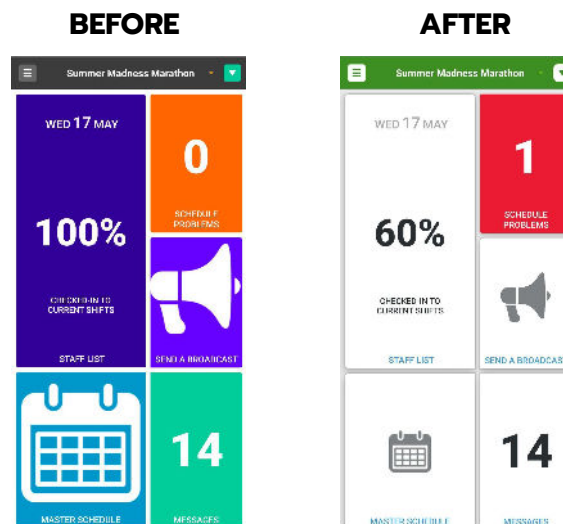 BEFORE
Summer Madness Marathon
WED 17 MAY
0
SCHEDULE
PROBLEMS
100%
CHECKED-IN TO
CURRENT SHIFTS
STAFF LIST
SEND A BROADCAST
14
MASTER SCHEDULE
MESSAGES
AFTER
Summer Madness Marathon
WED 17 MAY
1
SCHEDULE
PROBLEMS
60%
CHECKED-IN TO
CURRENT SHIFTS
STAFF LIST
SEND A BROADCAS
14
MASTER SCHEDULE
MESSAGES